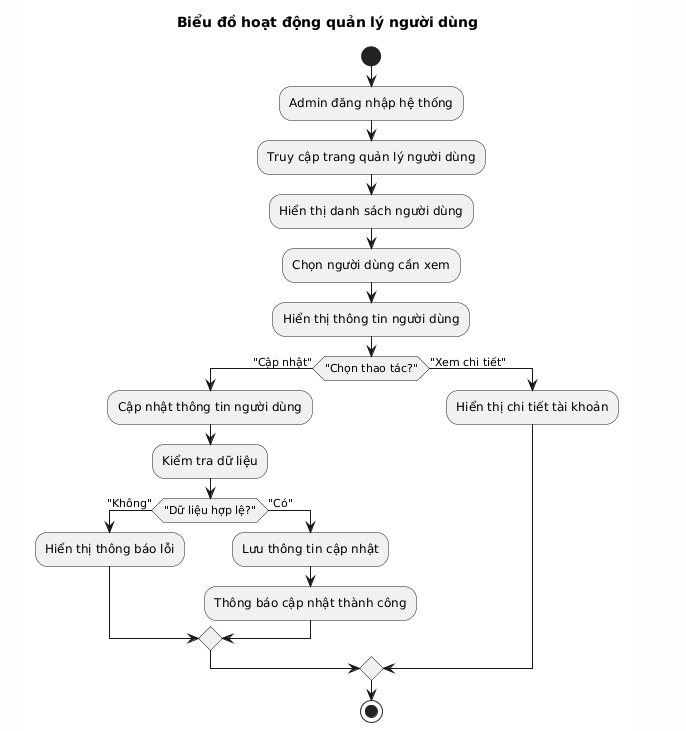 Biểu đồ hoạt động quản lý người dùng
Admin đăng nhập hệ thống
Truy cập trang quản lý người dùng
Hiển thị danh sách người dùng
Chọn người dùng cần xem
Hiển thị thông tin người dùng
"Cập nhật"
"Chọn thao tác?"
"Xem chi tiết"
Cập nhật thông tin người dùng
Hiển thị chi tiết tài khoản
Kiểm tra dữ liệu
"Không"
"Dữ liệu hợp lệ?"
"Có"
Hiển thị thông báo lỗi
Lưu thông tin cập nhật
Thông báo cập nhật thành công